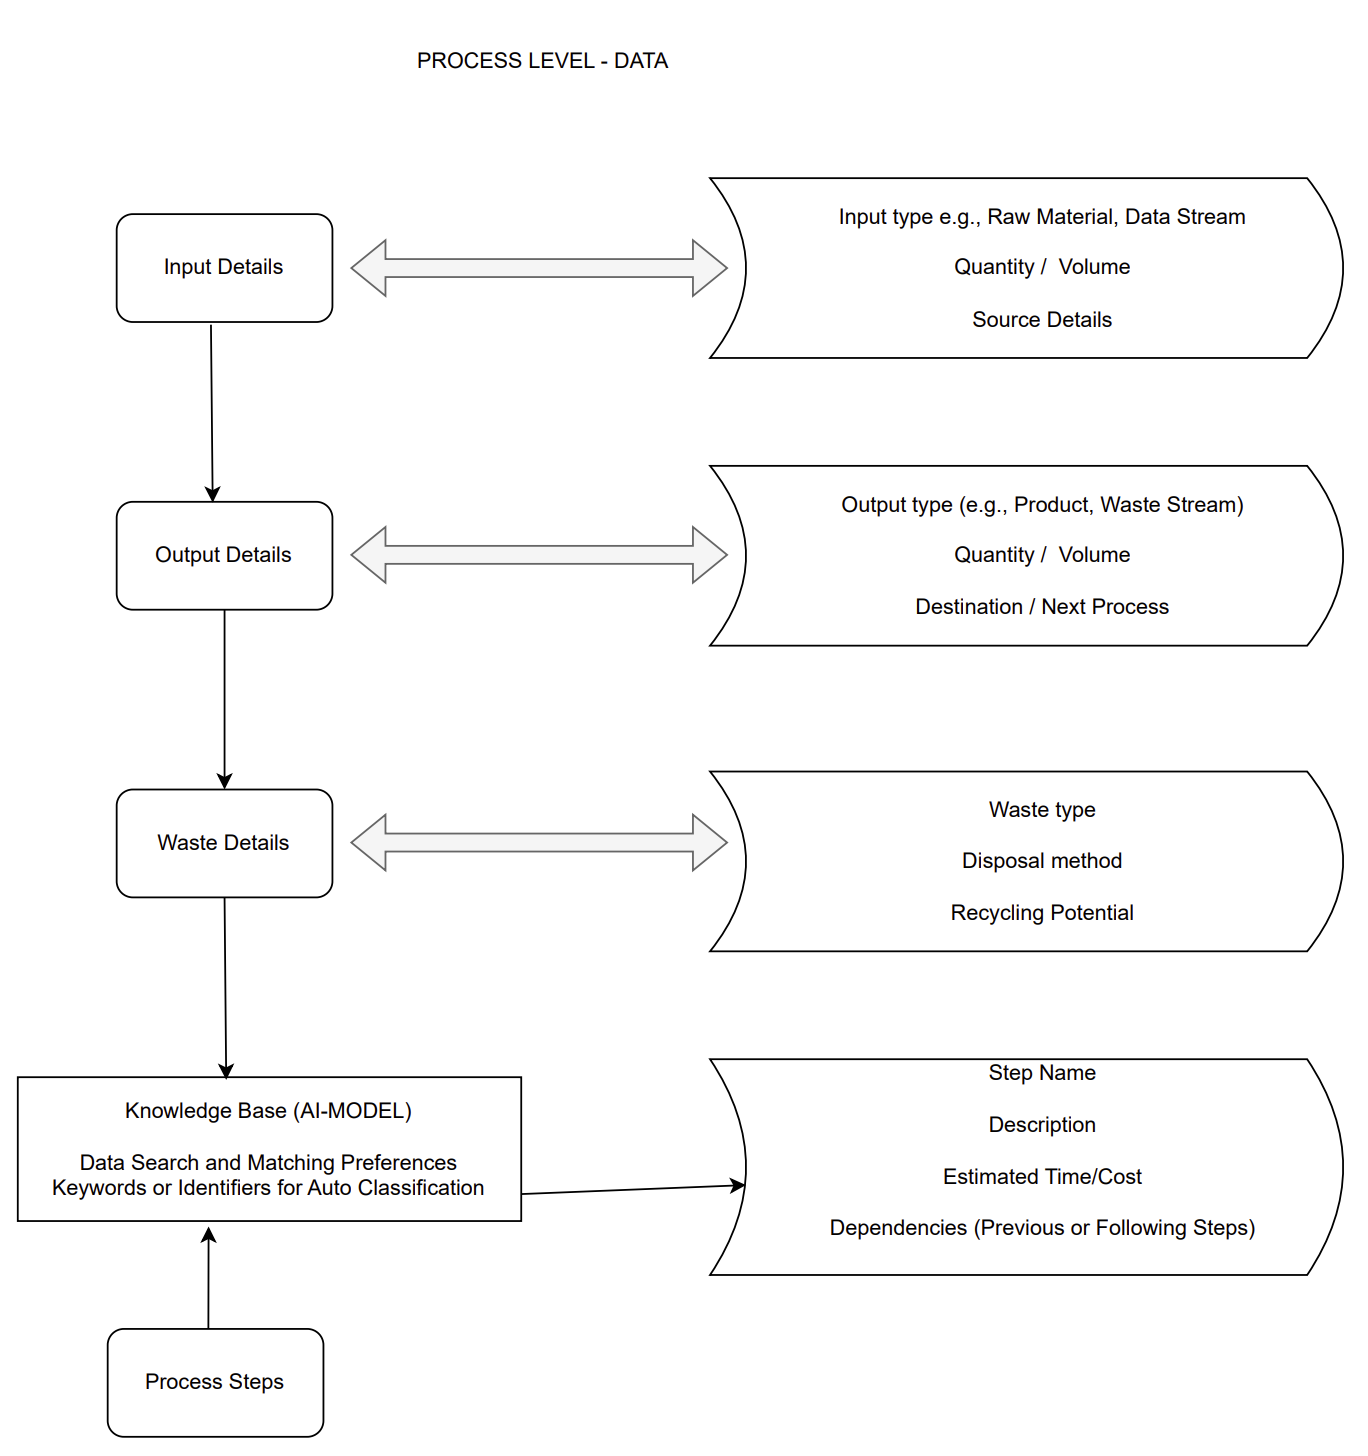 PROCESS LEVEL - DATA
Input Details
Input type e.g., Raw Material, Data Stream
Quantity / Volume
Source Details
Output Details
Output type (e.g., Product, Waste Stream)
Quantity / Volume
Destination / Next Process
Waste Details
Waste type
Disposal method
Recycling Potential
Knowledge Base (AI-MODEL)
Data Search and Matching Preferences
Keywords or Identifiers for Auto Classification
Step Name
Description
Estimated Time/Cost
Dependencies (Previous or Following Steps)
Process Steps